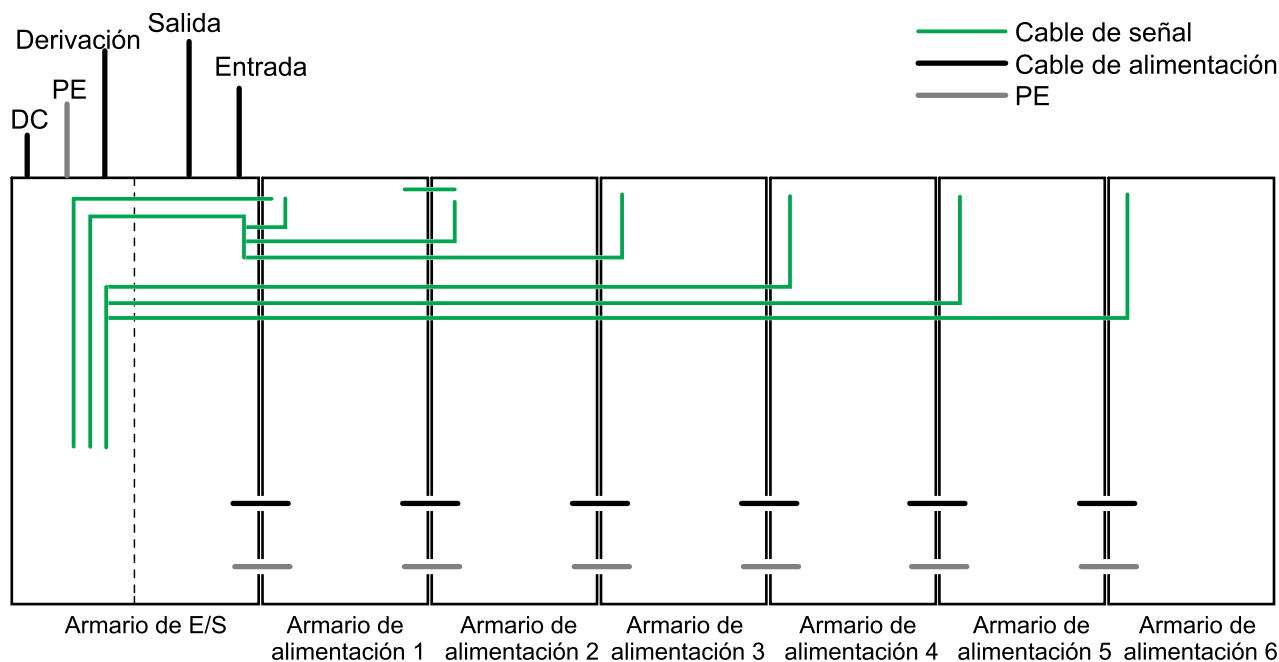 Salida
Derivación
Entrada
PE
DC
Cable de señal
Cable de alimentación
PE
Armario de E/S
Armario de
alimentación 1
Armario de
alimentación 2
Armario de
alimentación 3
Armario de
alimentación 4
Armario de
alimentación 5
Armario de
alimentación 6